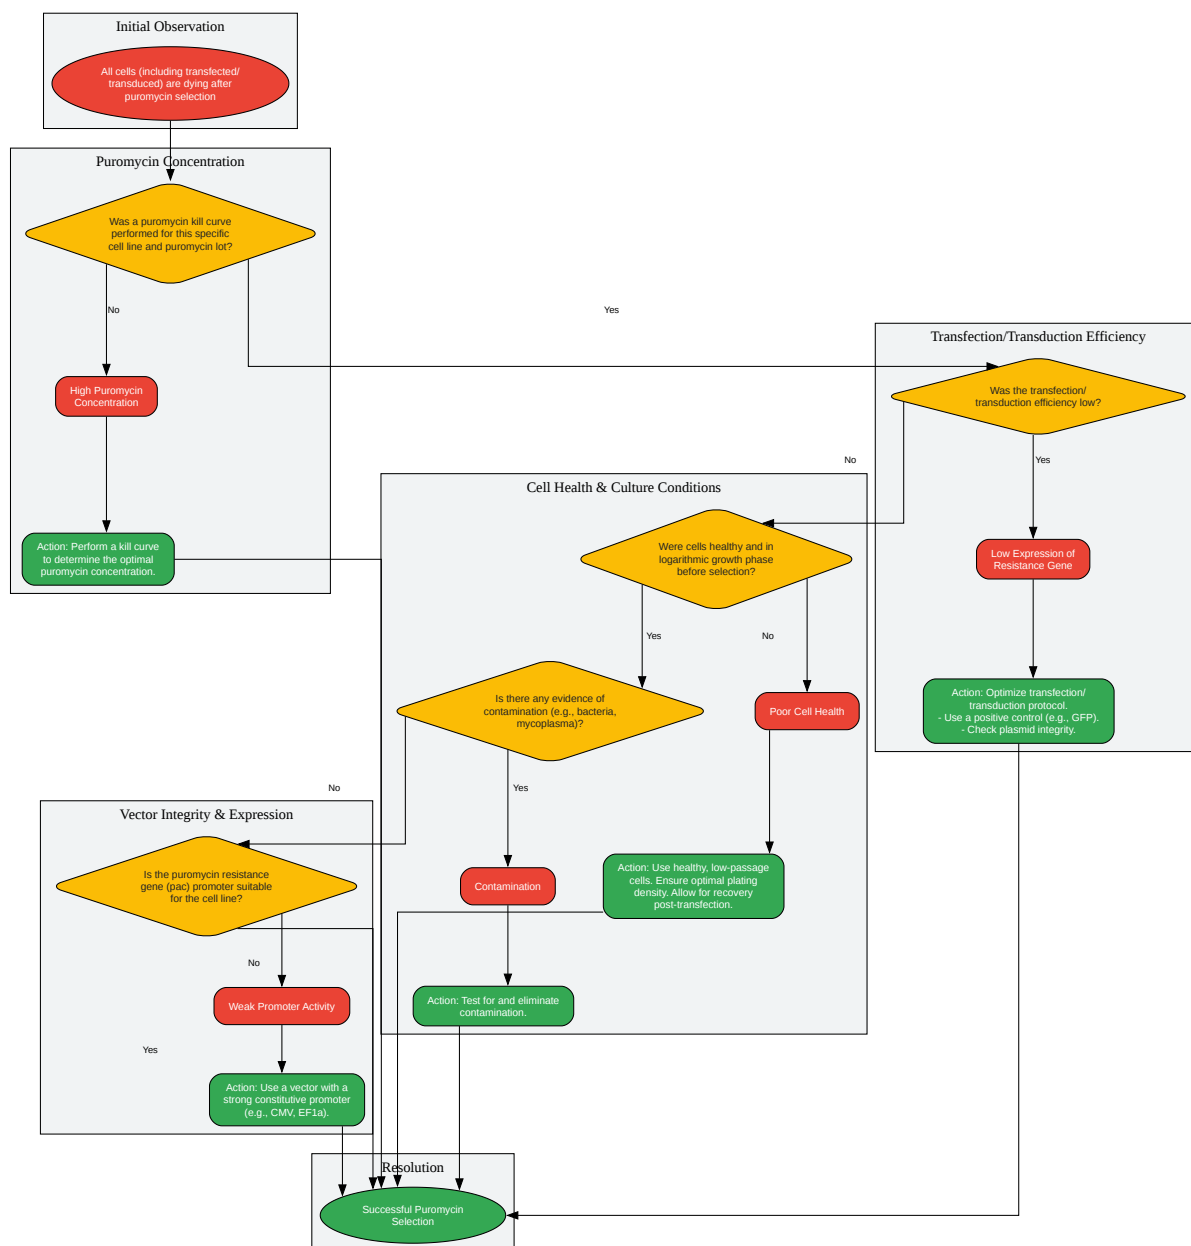 Initial Observation
All cells (including transfected/
transduced) are dying after
puromycin selection
Puromycin Concentration
Was a puromycin kill curve
performed for this specific
cell line and puromycin lot?
No
Yes
High Puromycin
Concentration
Action: Perform a kill curve
to determine the optimal
puromycin concentration.
Transfection/Transduction Efficiency
Was the transfection/
transduction efficiency low?
No
Yes
Low Expression of
Resistance Gene
Action: Optimize transfection/
transduction protocol.
- Use a positive control (e.g., GFP).
- Check plasmid integrity.
Cell Health & Culture Conditions
Were cells healthy and in
logarithmic growth phase
before selection?
Yes
No
Is there any evidence of
contamination (e.g., bacteria,
mycoplasma)?
Poor Cell Health
No
Yes
Contamination
Action: Use healthy, low-passage
cells. Ensure optimal plating
density. Allow for recovery
post-transfection.
Action: Test for and eliminate
contamination.
Vector Integrity & Expression
Is the puromycin resistance
gene (pac) promoter suitable
for the cell line?
No
Weak Promoter Activity
Yes
Action: Use a vector with a
strong constitutive promoter
(e.g., CMV, EF1a).
Resolution
Successful Puromycin
Selection